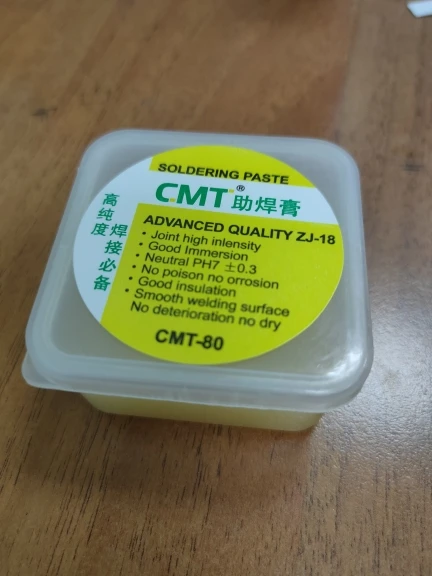 SOLDERING PASTE
CMT® 助焊膏
ADVANCED QUALITY ZJ-18
• Joint high inlensity
• Good Immersion
• Neutral PH7 ±0.3
• No poison no orrosion
• Good insulation
• Smooth welding surface
No deterioration no dry
CMT-80
高纯度
焊接必备